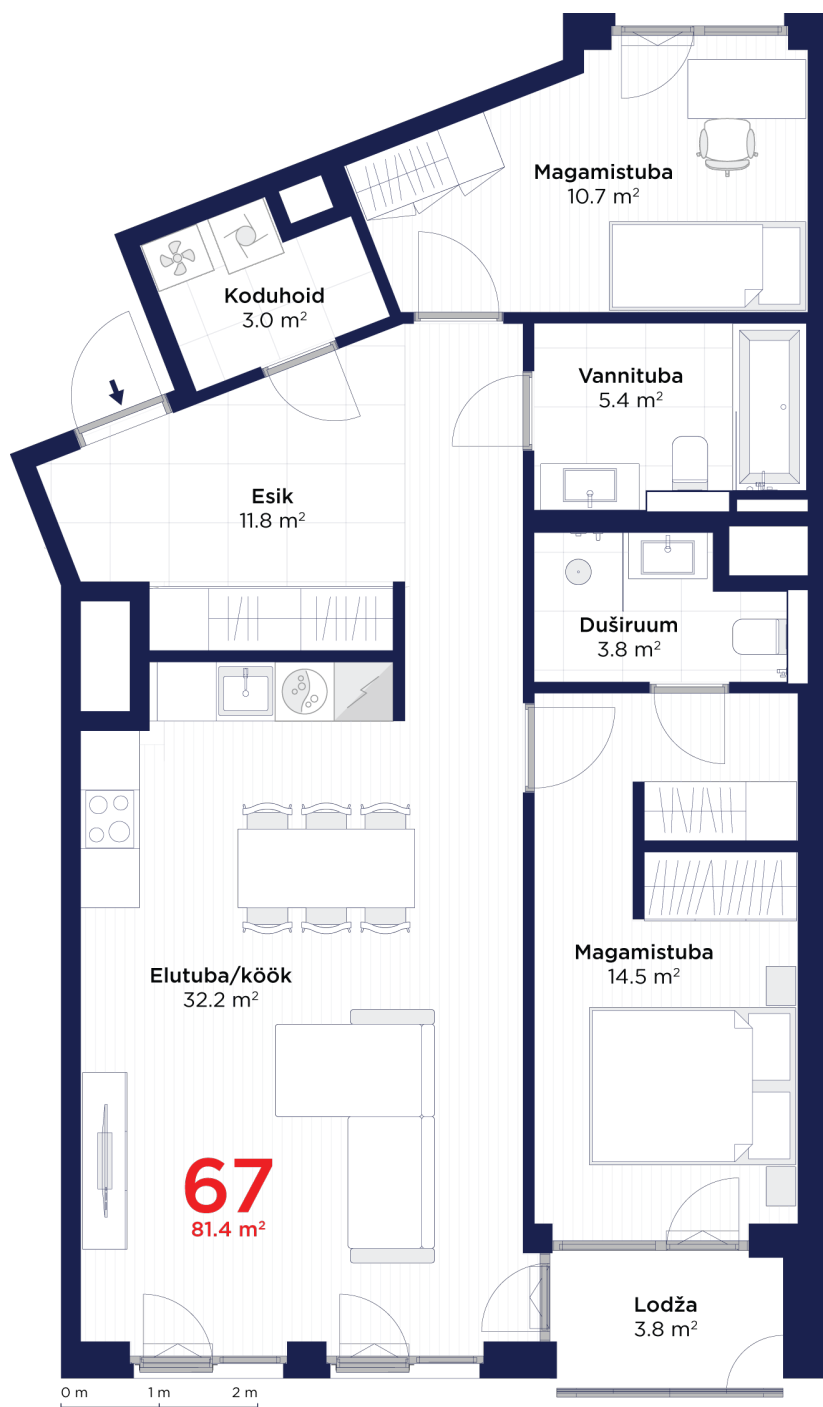 Magamistuba
10.7 m²
Koduhoid
3.0 m²
Vannituba
5.4 m²
Esik
11.8 m²
Duširuum
3.8 m²
Magamistuba
14.5 m²
Elutuba/köök
32.2 m²
67
81.4 m²
Lodža
3.8 m²
0 m 1 m 2 m